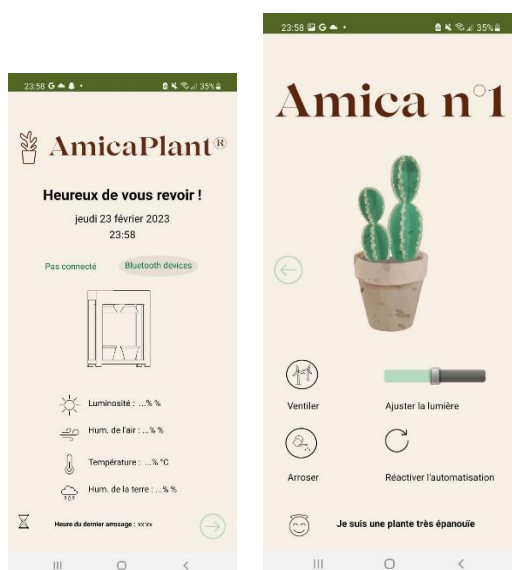 23:58 G 35%
AmicaPlant®
Heureux de vous revoir !
jeudi 23 février 2023
23:58
Pas connecté Bluetooth devices
Luminosité : ...% %
Hum. de l'air : ...% %
Température : ...% °C
Hum. de la terre : ...% %
Heure du dernier arrosage : xx:xx
23:58 G 35%
Amica n°1
Ventiler Ajuster la lumière
Arroser Réactiver l'automatisation
Je suis une plante très épanouïe